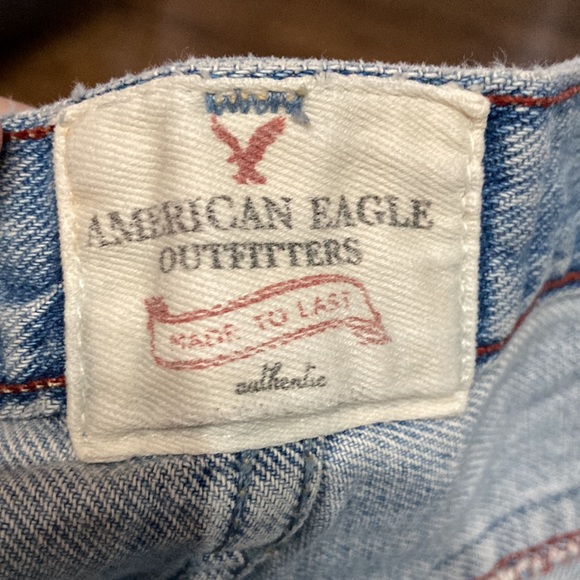 AMERICAN EAGLE
OUTFITTERS
MADE TO LAST
authentic